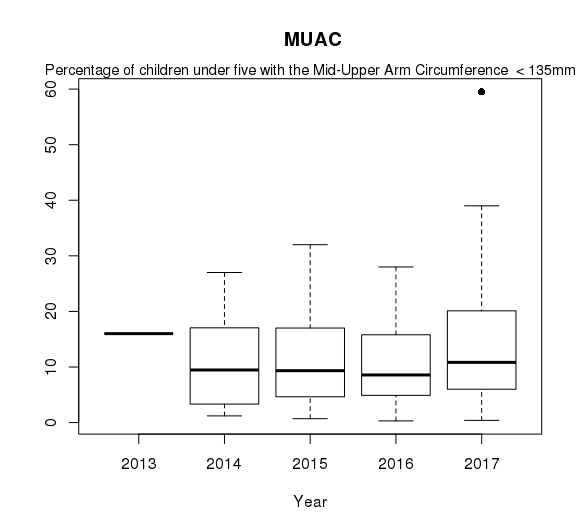 MUAC
Percentage of children under five with the Mid-Upper Arm Circumference < 135mm
60
50
40
30
20
10
0
2013 2014 2015 2016 2017
Year